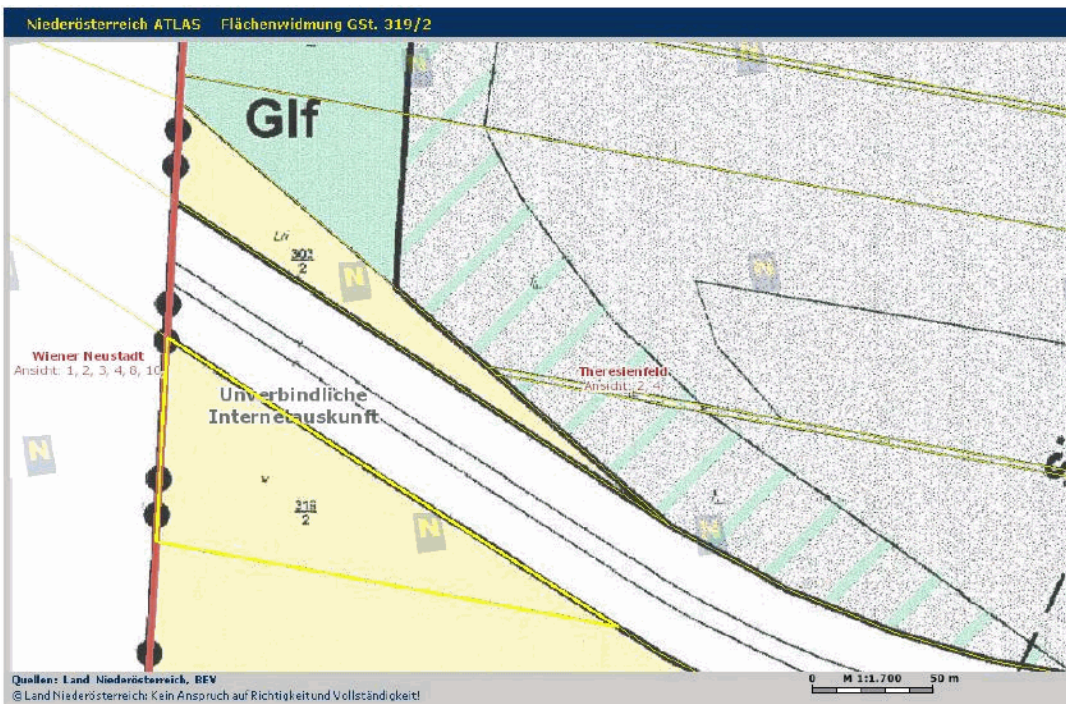 Niederösterreich ATLAS Flächenwidmung GSt. 319/2
Glf
302
2
Wiener Neustadt
Ansicht: 1, 2, 3, 4, 8, 10
Theresienfeld
Ansicht: 2, 4
Unverbindliche
Internetauskunft
2
Quellen: Land Niederösterreich, BEV
© Land Niederösterreich: Kein Anspruch auf Richtigkeit und Vollständigkeit!
0 M 1:1.700 50 m